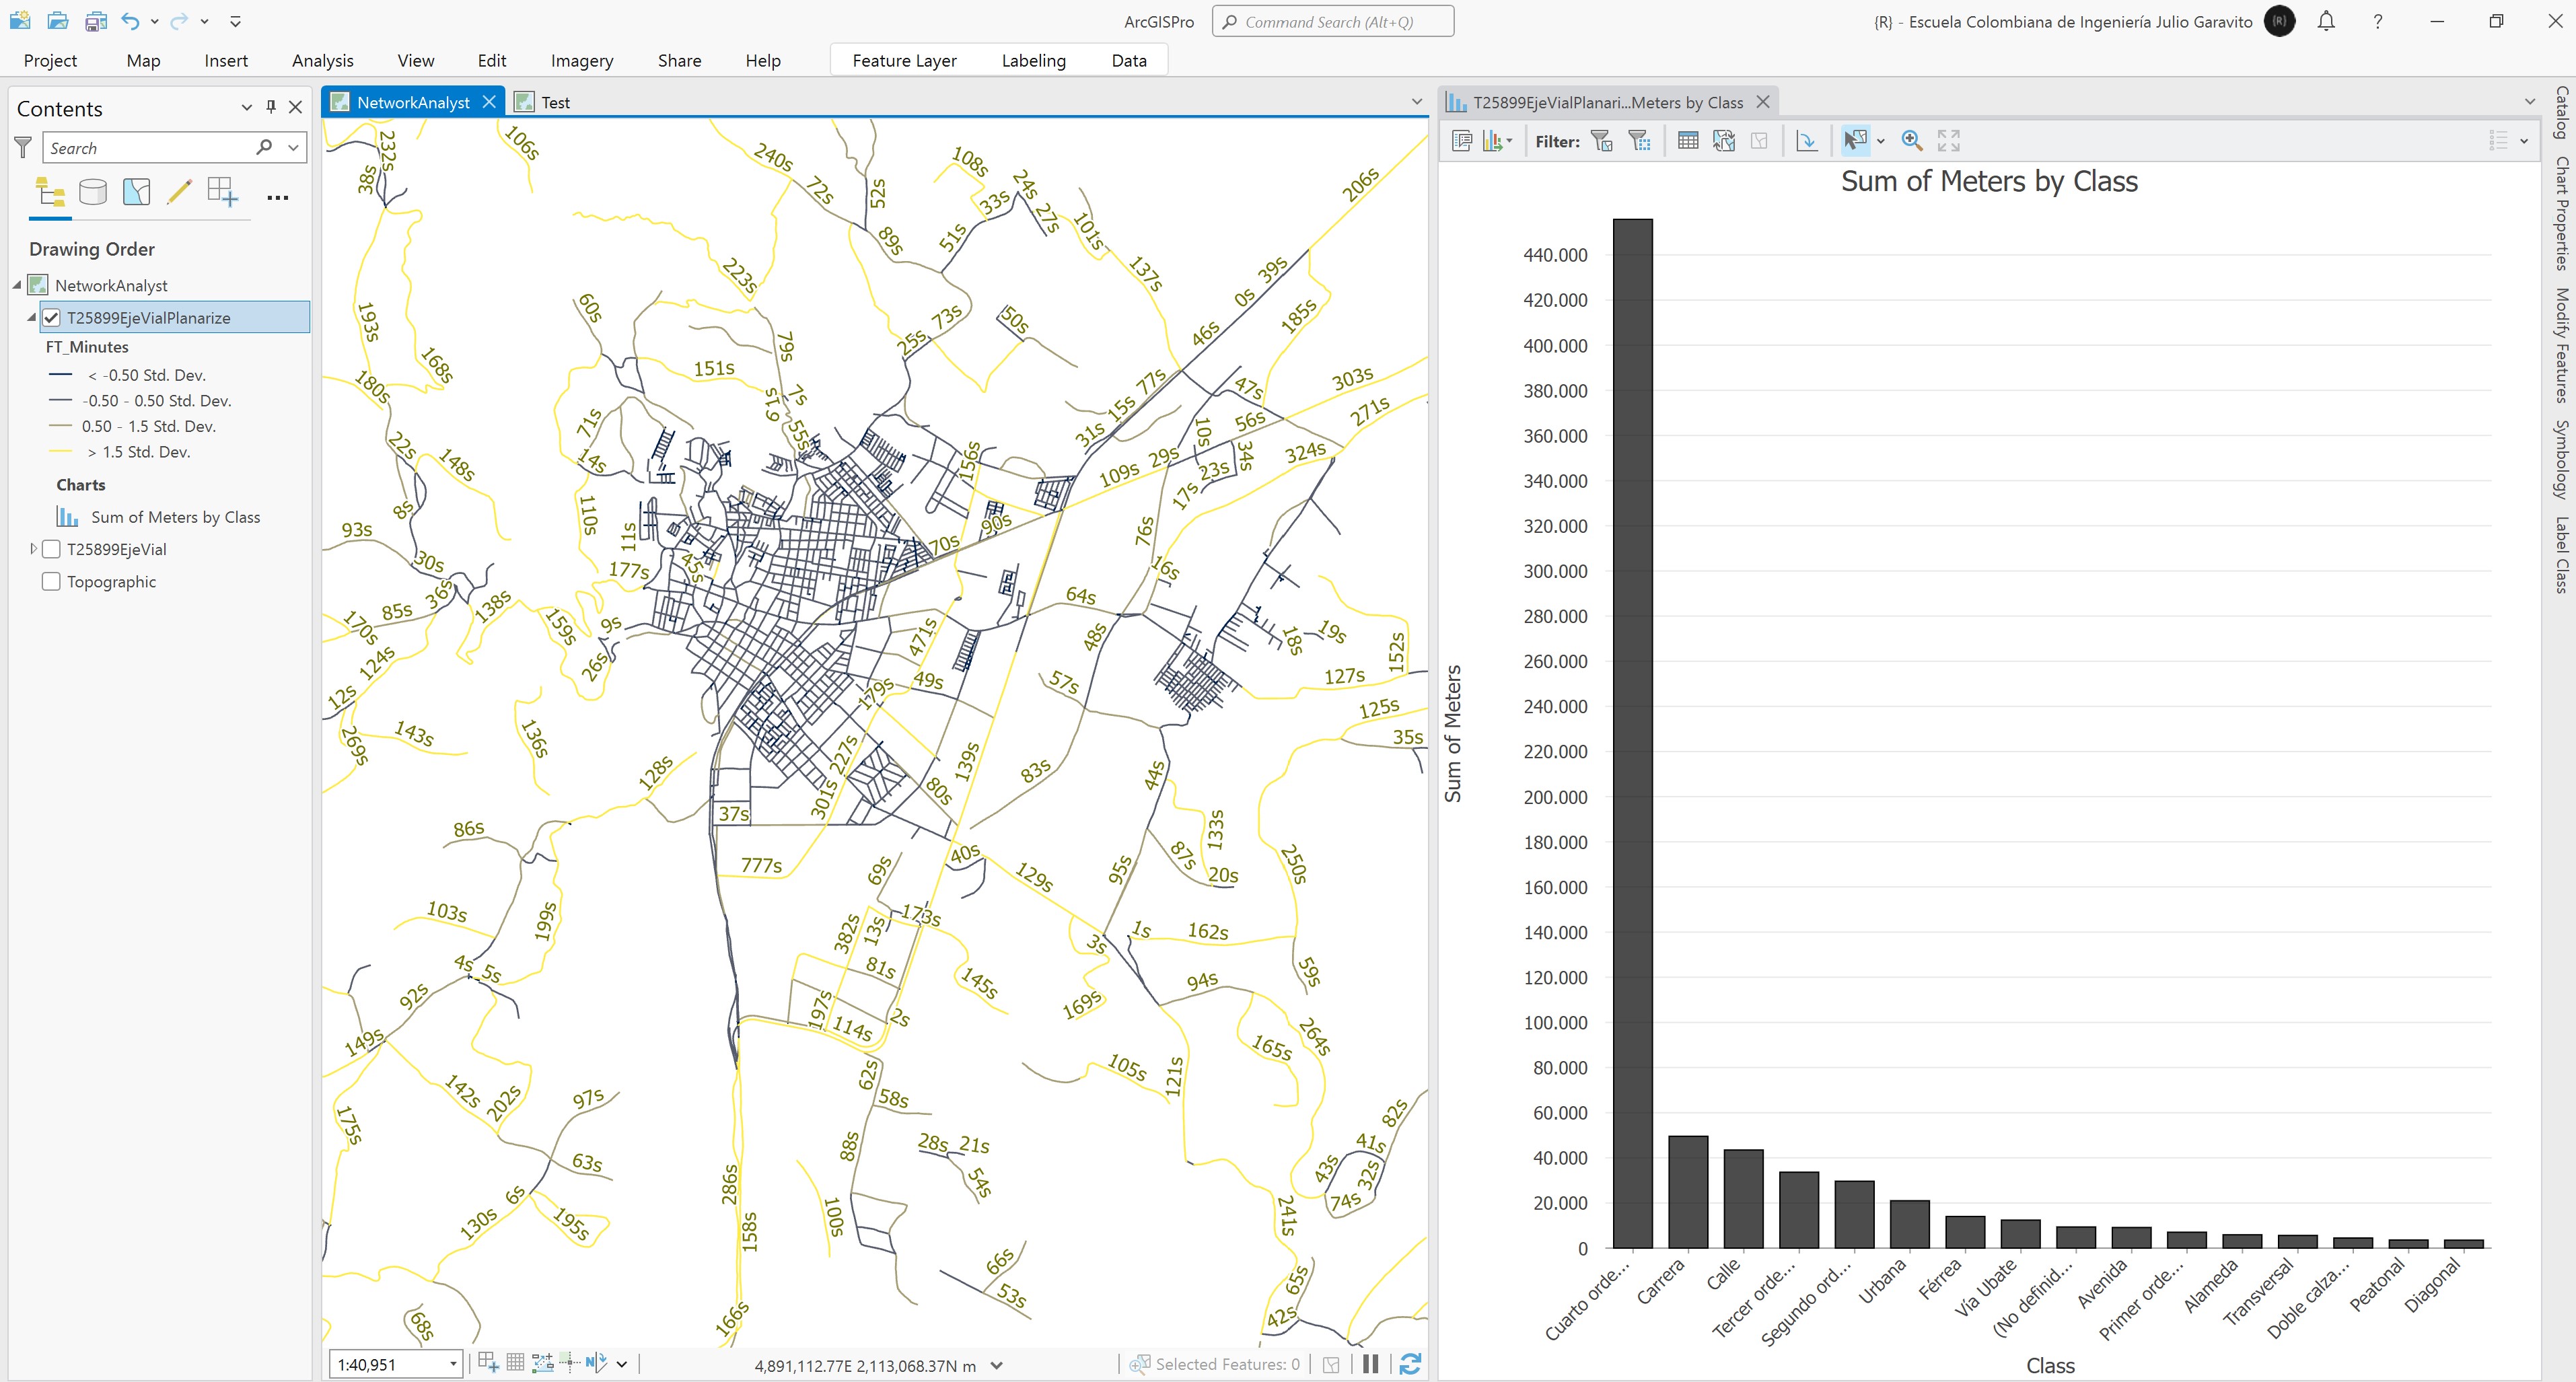 ArcGISPro
Command Search (Alt+Q)
{R} - Escuela Colombiana de Ingeniería Julio Garavito
{R}
?
Project
Map
Insert
Analysis
View
Edit
Imagery
Share
Help
Feature Layer
Labeling
Data
Contents
Search
Drawing Order
NetworkAnalyst
T25899EjeVialPlanarize
FT_Minutes
< -0.50 Std. Dev.
-0.50 - 0.50 Std. Dev.
0.50 - 1.5 Std. Dev.
> 1.5 Std. Dev.
Charts
Sum of Meters by Class
T25899EjeVial
Topographic
NetworkAnalyst
Test
232s
38s
106s
240s
72s
52s
108s
24s
33s
27s
206s
89s
51s
101s
137s
39s
0s
223s
193s
60s
73s
50s
46s
185s
25s
79s
168s
151s
180s
7s
61s
77s
47s
303s
15s
271s
71s
55s
31s
10s
56s
22s
148s
14s
156s
109s
29s
34s
324s
23s
17s
8s
110s
93s
11s
90s
76s
70s
30s
177s
45s
16s
36s
85s
138s
64s
170s
159s
9s
471s
48s
18s
19s
152s
124s
26s
12s
179s
49s
57s
127s
125s
269s
143s
136s
35s
227s
139s
128s
83s
44s
301s
80s
37s
86s
133s
777s
69s
40s
129s
95s
87s
20s
250s
103s
199s
382s
13s
173s
3s
1s
162s
4s
5s
81s
145s
59s
92s
94s
197s
169s
2s
114s
149s
264s
165s
62s
105s
121s
142s
202s
97s
58s
175s
82s
88s
28s
21s
41s
63s
286s
54s
43s
32s
6s
74s
130s
195s
100s
158s
241s
66s
65s
53s
166s
68s
42s
1:40,951
4,891,112.77E 2,113,068.37N m
Selected Features: 0
T25899EjeVialPlanari...Meters by Class
Filter:
Sum of Meters by Class
Sum of Meters
440.000
420.000
400.000
380.000
360.000
340.000
320.000
300.000
280.000
260.000
240.000
220.000
200.000
180.000
160.000
140.000
120.000
100.000
80.000
60.000
40.000
20.000
0
Cuarto orde...
Carrera
Calle
Tercer orde...
Segundo ord...
Urbana
Férrea
Vía Ubate
(No definid...
Avenida
Primer orde...
Alameda
Transversal
Doble calza...
Peatonal
Diagonal
Class
Catalog
Chart Properties
Modify Features
Symbology
Label Class